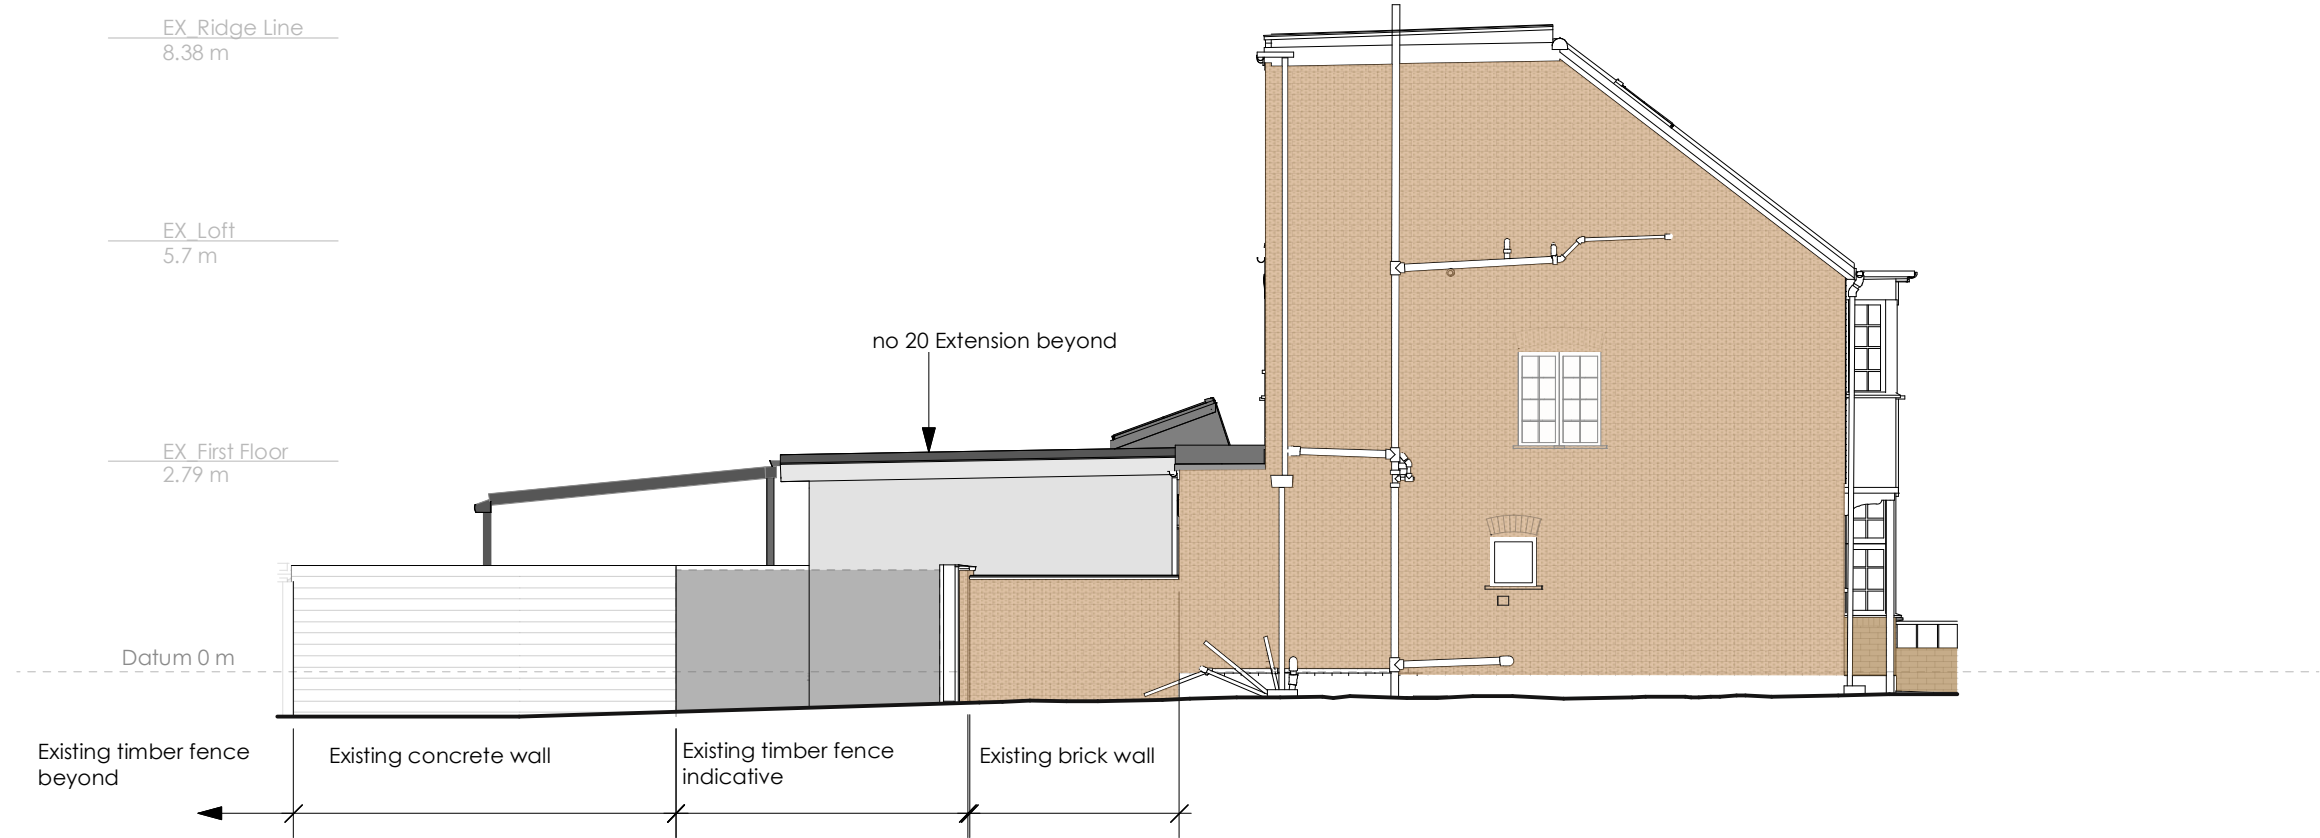 EX_Ridge Line
8.38 m
EX_Loft
5.7 m
no 20 Extension beyond
EX_First Floor
2.79 m
Datum 0 m
Existing timber fence
beyond
Existing concrete wall
Existing timber fence
indicative
Existing brick wall